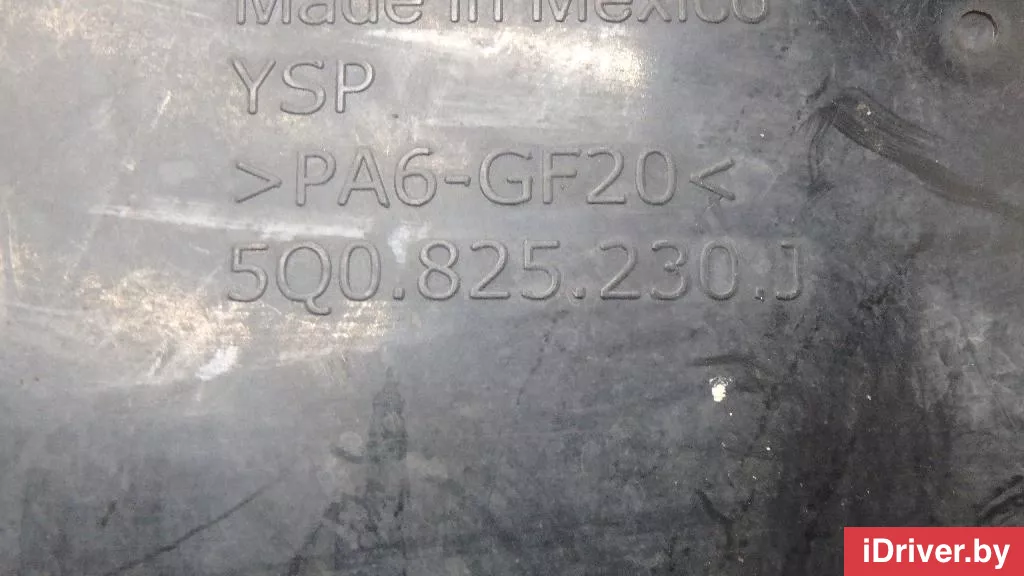 Made in Mexico
YSP
>PA6-GF20<
5Q0.825.230.J
iDriver.by